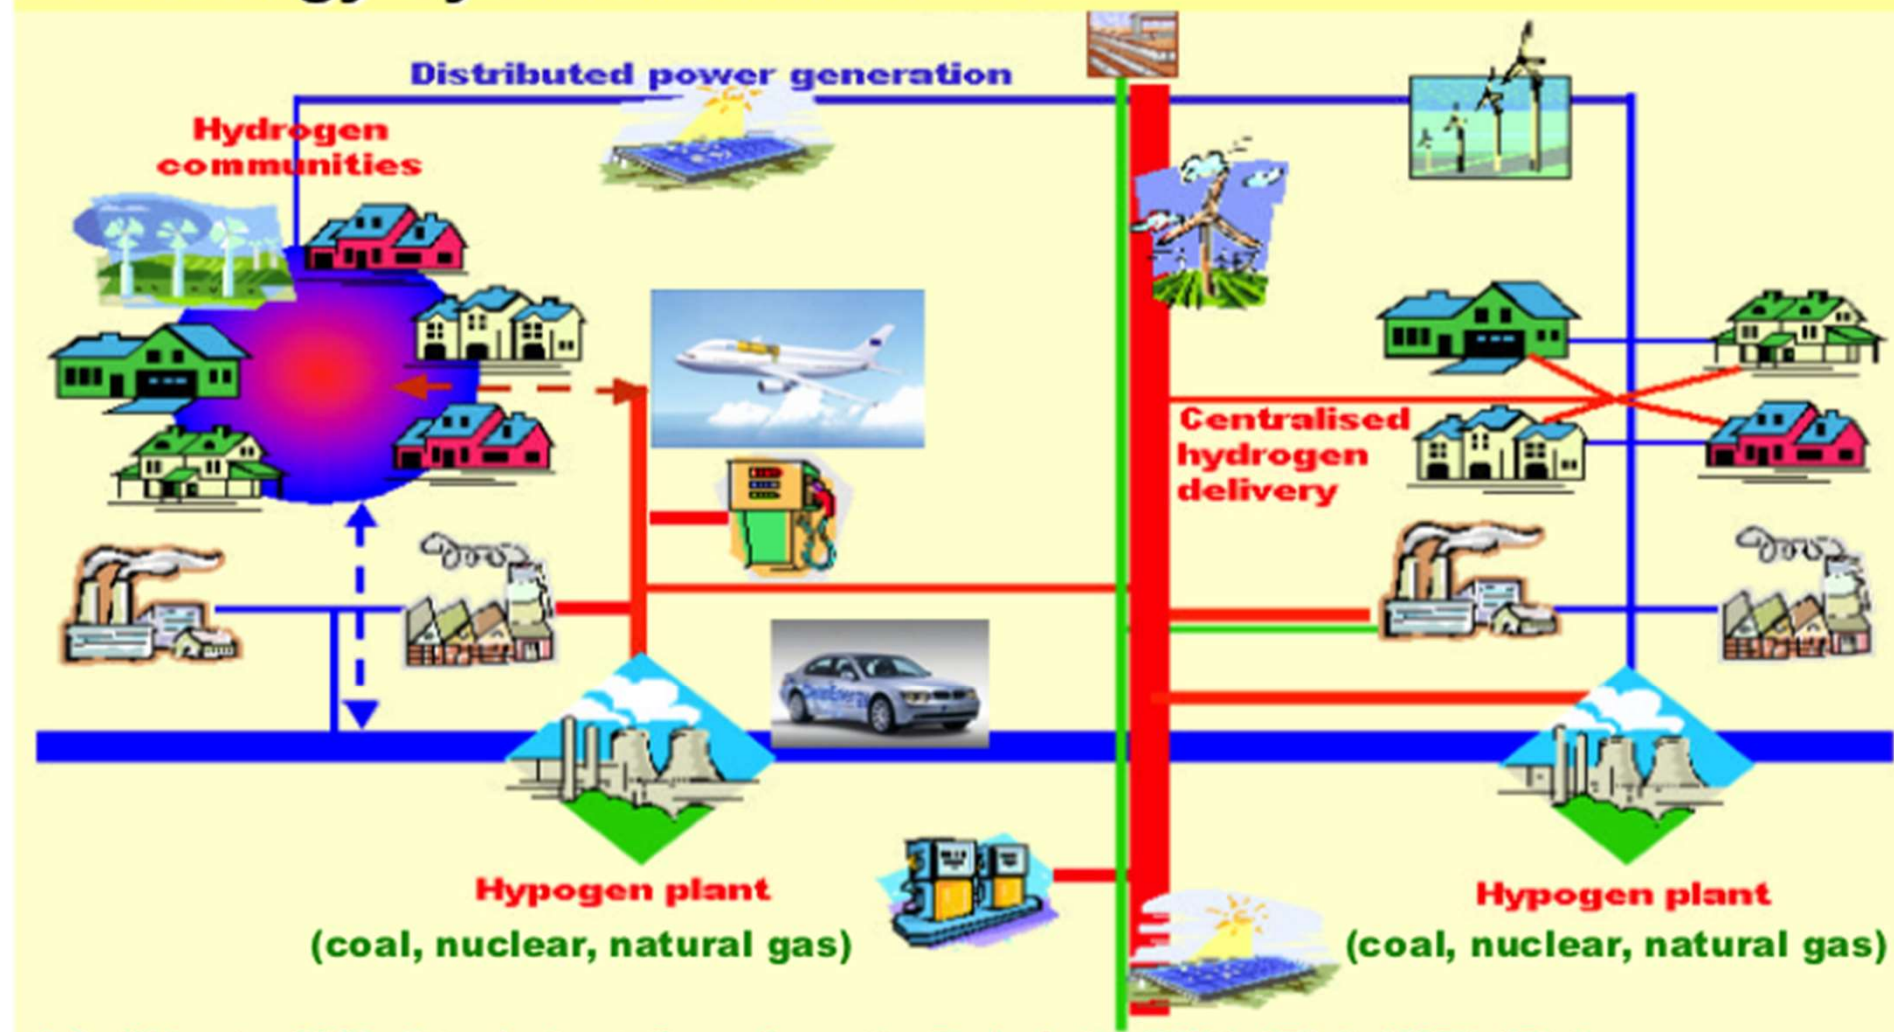 Distributed power generation
Hydrogen
communities
Centralised
hydrogen
delivery
CleanEnergy
Hypogen plant
(coal, nuclear, natural gas)
Hypogen plant
(coal, nuclear, natural gas)